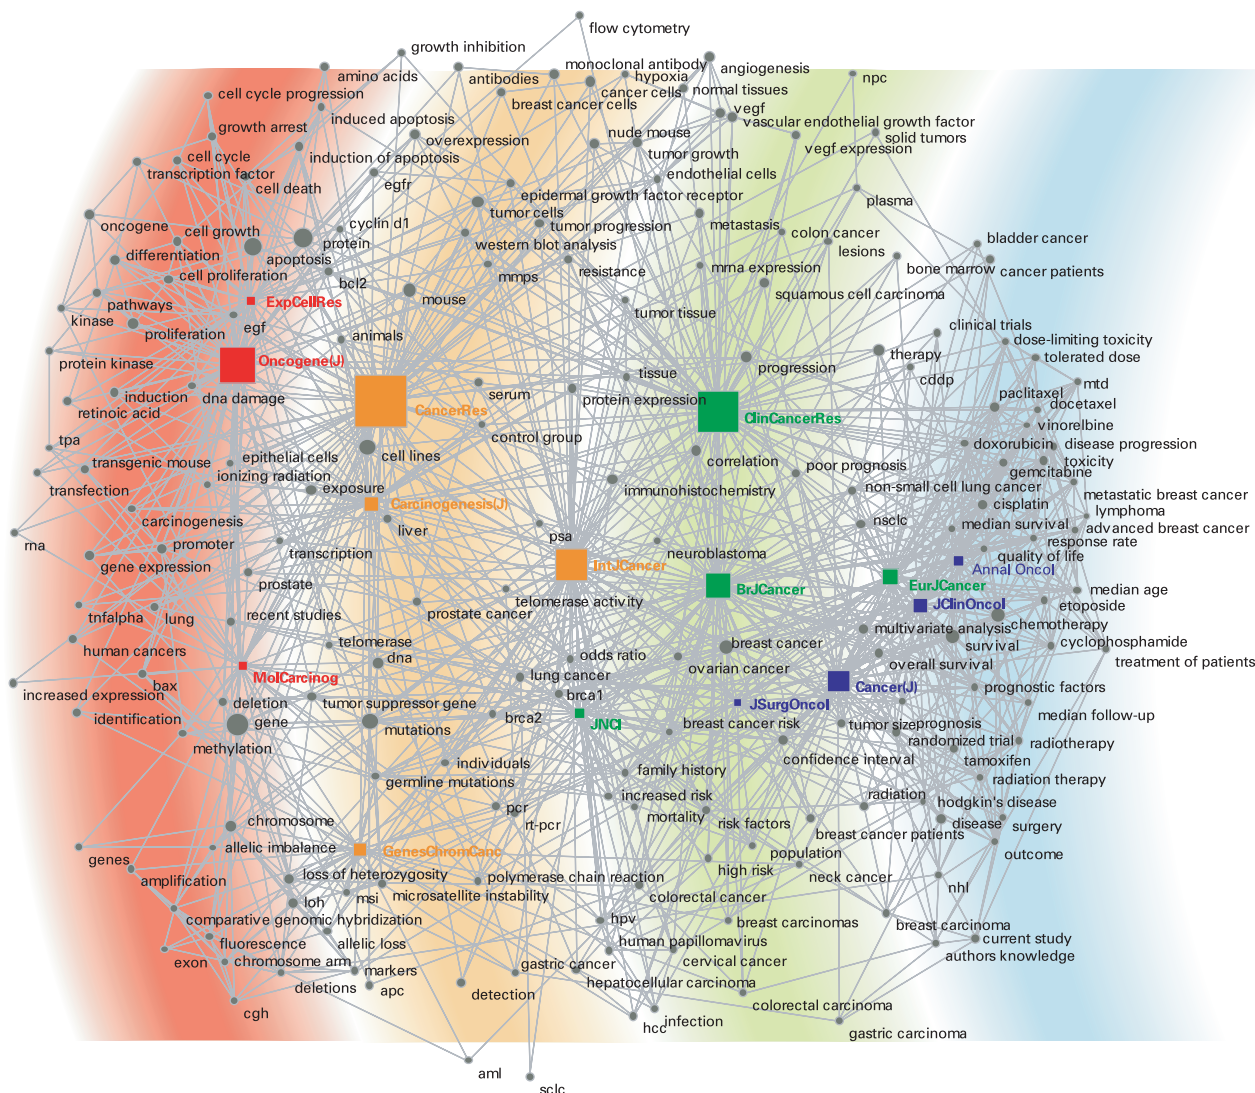 flow cytometry
growth inhibition
monoclonal antibody
angiogenesis
amino acids
antibodies
hypoxia
npc
cancer cells
normal tissues
cell cycle progression
breast cancer cells
vegf
induced apoptosis
vascular endothelial growth factor
growth arrest
nude mouse
solid tumors
overexpression
vegf expression
cell cycle
induction of apoptosis
tumor growth
transcription factor
endothelial cells
cell death
egfr
epidermal growth factor receptor
plasma
tumor cells
oncogene
cyclin d1
tumor progression
metastasis
colon cancer
cell growth
protein
western blot analysis
lesions
bladder cancer
differentiation
apoptosis
resistance
mrna expression
bone marrow
cancer patients
cell proliferation
bcl2
mmps
squamous cell carcinoma
pathways
ExpCellRes
mouse
tumor tissue
kinase
proliferation
egf
animals
clinical trials
dose-limiting toxicity
protein kinase
Oncogene(J)
progression
therapy
tolerated dose
tissue
cddp
induction
dna damage
serum
protein expression
paclitaxel
mtd
retinoic acid
CancerRes
ClinCancerRes
docetaxel
vinorelbine
tpa
control group
doxorubicin
disease progression
transgenic mouse
epithelial cells
cell lines
correlation
poor prognosis
toxicity
ionizing radiation
gemcitabine
transfection
exposure
immunohistochemistry
non-small cell lung cancer
metastatic breast cancer
Carcinogenesis(J)
cisplatin
lymphoma
carcinogenesis
liver
psa
nsclc
median survival
advanced breast cancer
rna
promoter
transcription
neuroblastoma
response rate
gene expression
IntJCancer
quality of life
Annal Oncol
prostate
BrJCancer
EurJCancer
median age
telomerase activity
JClinOncol
etoposide
tnfalpha
lung
recent studies
prostate cancer
chemotherapy
multivariate analysis
human cancers
telomerase
breast cancer
survival
cyclophosphamide
dna
odds ratio
ovarian cancer
overall survival
treatment of patients
MolCarcinog
lung cancer
bax
Cancer(J)
prognostic factors
increased expression
deletion
tumor suppressor gene
brca1
JSurgOncol
identification
gene
brca2
JNCI
breast cancer risk
tumor size
prognosis
median follow-up
mutations
randomized trial
radiotherapy
methylation
individuals
confidence interval
tamoxifen
germline mutations
family history
radiation therapy
increased risk
radiation
hodgkin's disease
pcr
mortality
chromosome
rt-pcr
risk factors
breast cancer patients
disease
surgery
genes
allelic imbalance
GenesChromCanc
population
outcome
amplification
loss of heterozygosity
polymerase chain reaction
high risk
neck cancer
loh
msi
microsatellite instability
colorectal cancer
nhl
comparative genomic hybridization
hpv
breast carcinomas
breast carcinoma
fluorescence
allelic loss
human papillomavirus
current study
exon
chromosome arm
markers
gastric cancer
cervical cancer
authors knowledge
deletions
apc
detection
hepatocellular carcinoma
cgh
colorectal carcinoma
hcc
infection
gastric carcinoma
aml
sclc